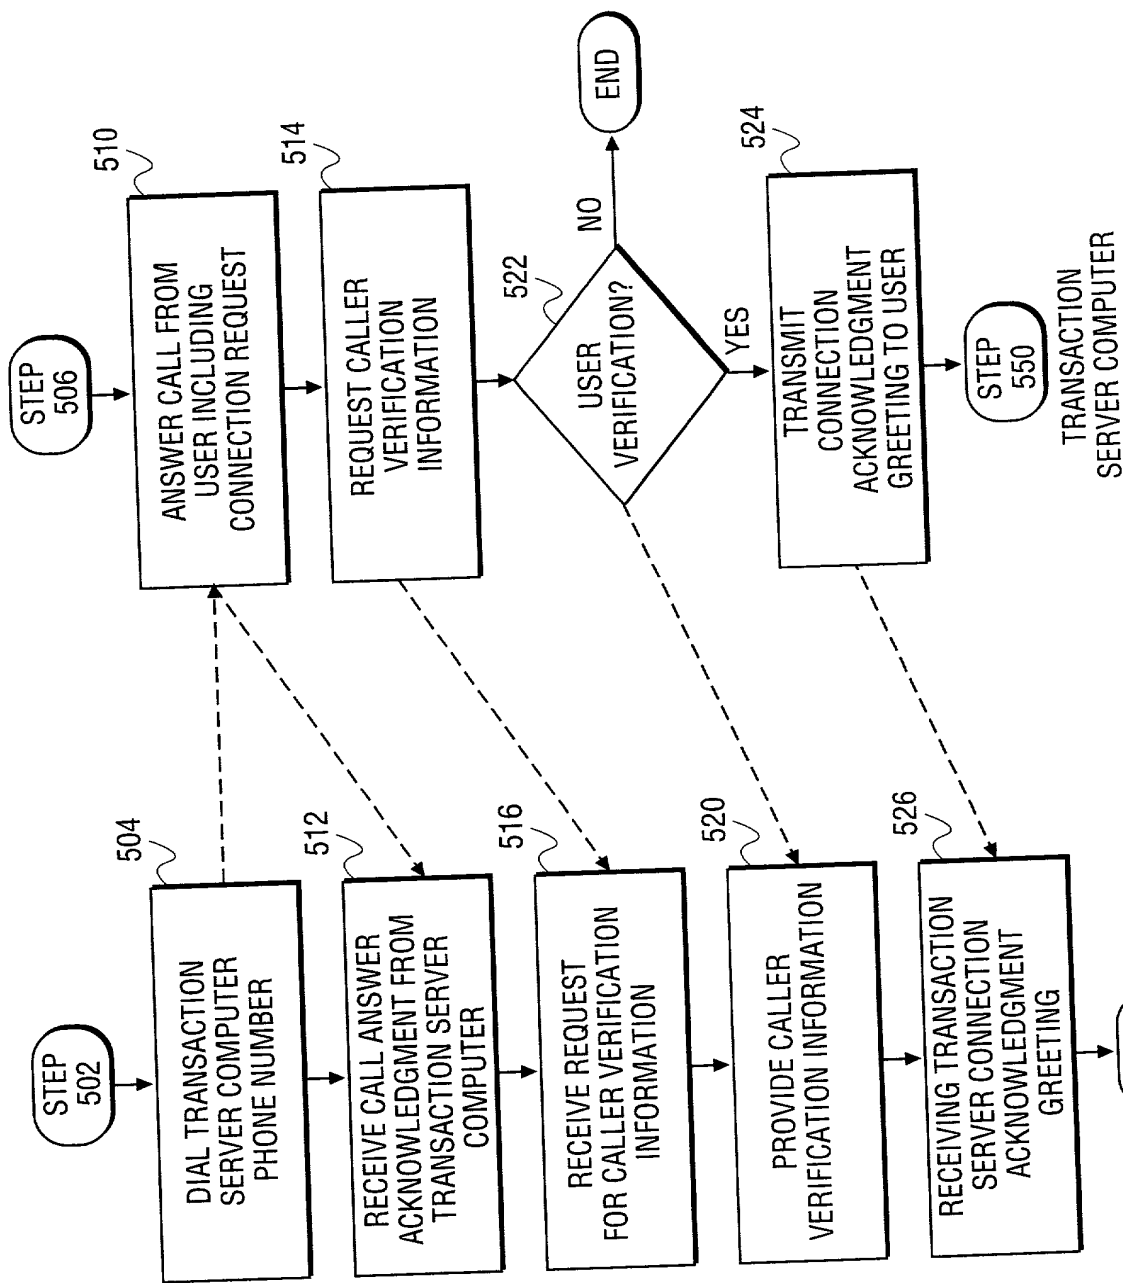 STEP
502
504
DIAL TRANSACTION
SERVER COMPUTER
PHONE NUMBER
512
RECEIVE CALL ANSWER
ACKNOWLEDGMENT FROM
TRANSACTION SERVER
COMPUTER
516
RECEIVE REQUEST
FOR CALLER VERIFICATION
INFORMATION
520
PROVIDE CALLER
VERIFICATION INFORMATION
526
RECEIVING TRANSACTION
SERVER CONNECTION
ACKNOWLEDGMENT
GREETING
STEP
506
510
ANSWER CALL FROM
USER INCLUDING
CONNECTION REQUEST
514
REQUEST CALLER
VERIFICATION
INFORMATION
522
USER
VERIFICATION?
NO
END
YES
524
TRANSMIT
CONNECTION
ACKNOWLEDGMENT
GREETING TO USER
STEP
550
TRANSACTION
SERVER COMPUTER